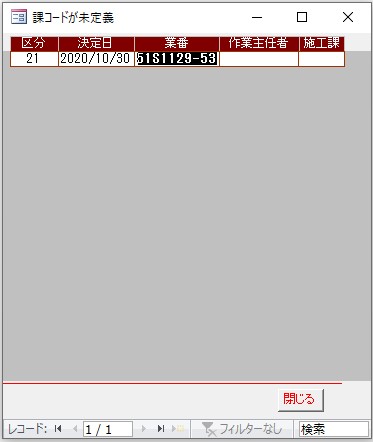 課コードが未定義
区分 決定日 業番 作業主任者 施工課
21 2020/10/30 51S1129-53
閉じる
レコード: 1 / 1 フィルターなし 検索